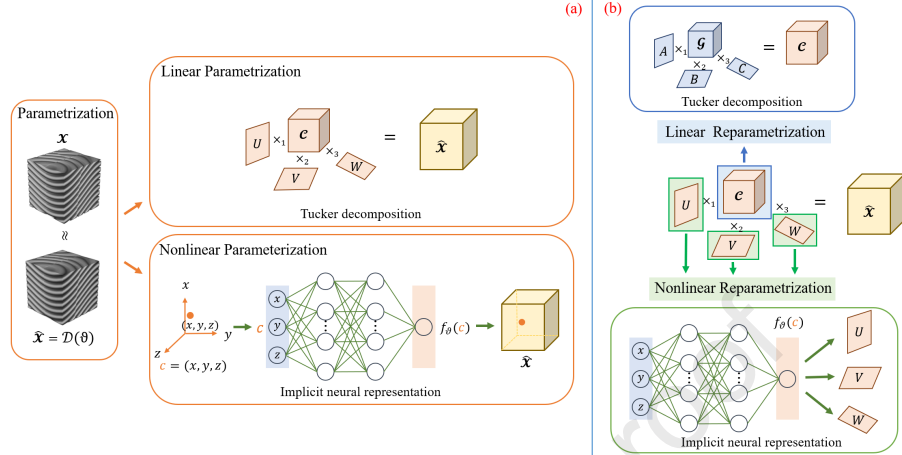 (a)
Parametrization
𝒙
≈
𝒙̂ = 𝒟(ϑ)
Linear Parametrization
U ×₁ 𝓒 ×₂ V ×₃ W = 𝒙̂
Tucker decomposition
Nonlinear Parameterization
x
(x, y, z)
y
z
c = (x, y, z)
c
x
y
z
f_ϑ(c)
𝒙̂
Implicit neural representation
(b)
A ×₁ 𝓖 ×₂ B ×₃ C = 𝓒
Tucker decomposition
Linear Reparametrization
U ×₁ 𝓒 ×₂ V ×₃ W = 𝒙̂
Nonlinear Reparametrization
x
y
z
f_ϑ(c)
U
V
W
Implicit neural representation